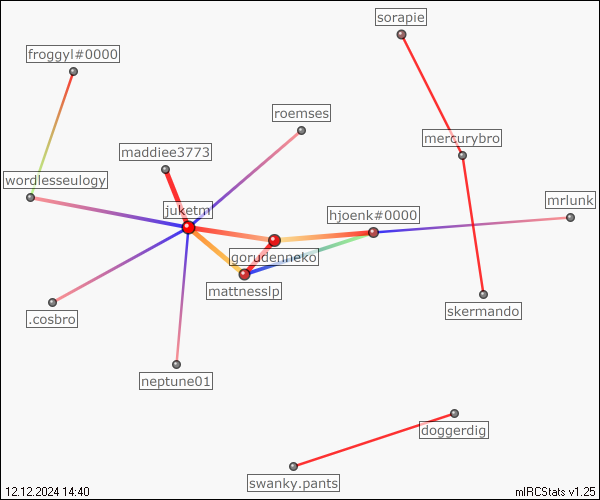 sorapie
froggyl#0000
roemses
mercurybro
maddiee3773
wordlesseulogy
mrlunk
juketm
hjoenk#0000
gorudenneko
mattnesslp
skermando
.cosbro
neptune01
doggerdig
swanky.pants
12.12.2024 14:40
mIRCStats v1.25